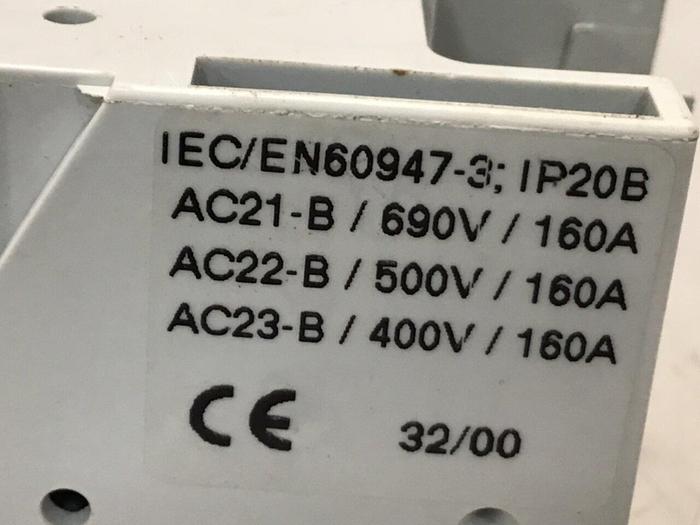 IEC/EN60947-3; IP20B
AC21-B / 690V / 160A
AC22-B / 500V / 160A
AC23-B / 400V / 160A
CE 32/00